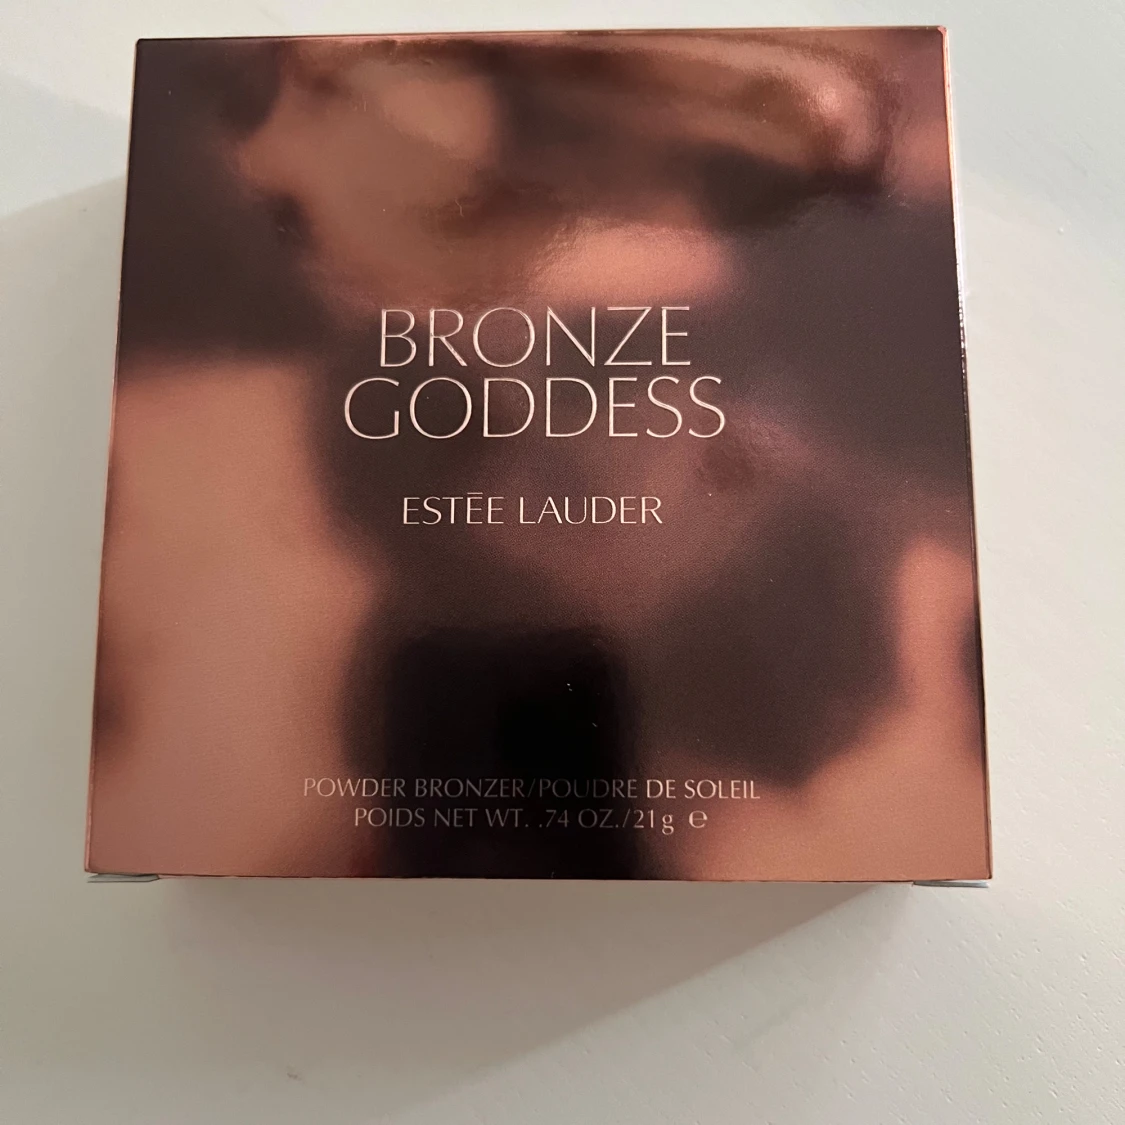 BRONZE
GODDESS
ESTĒE LAUDER
POWDER BRONZER/POUDRE DE SOLEIL
POIDS NET WT. .74 OZ./21g ℮